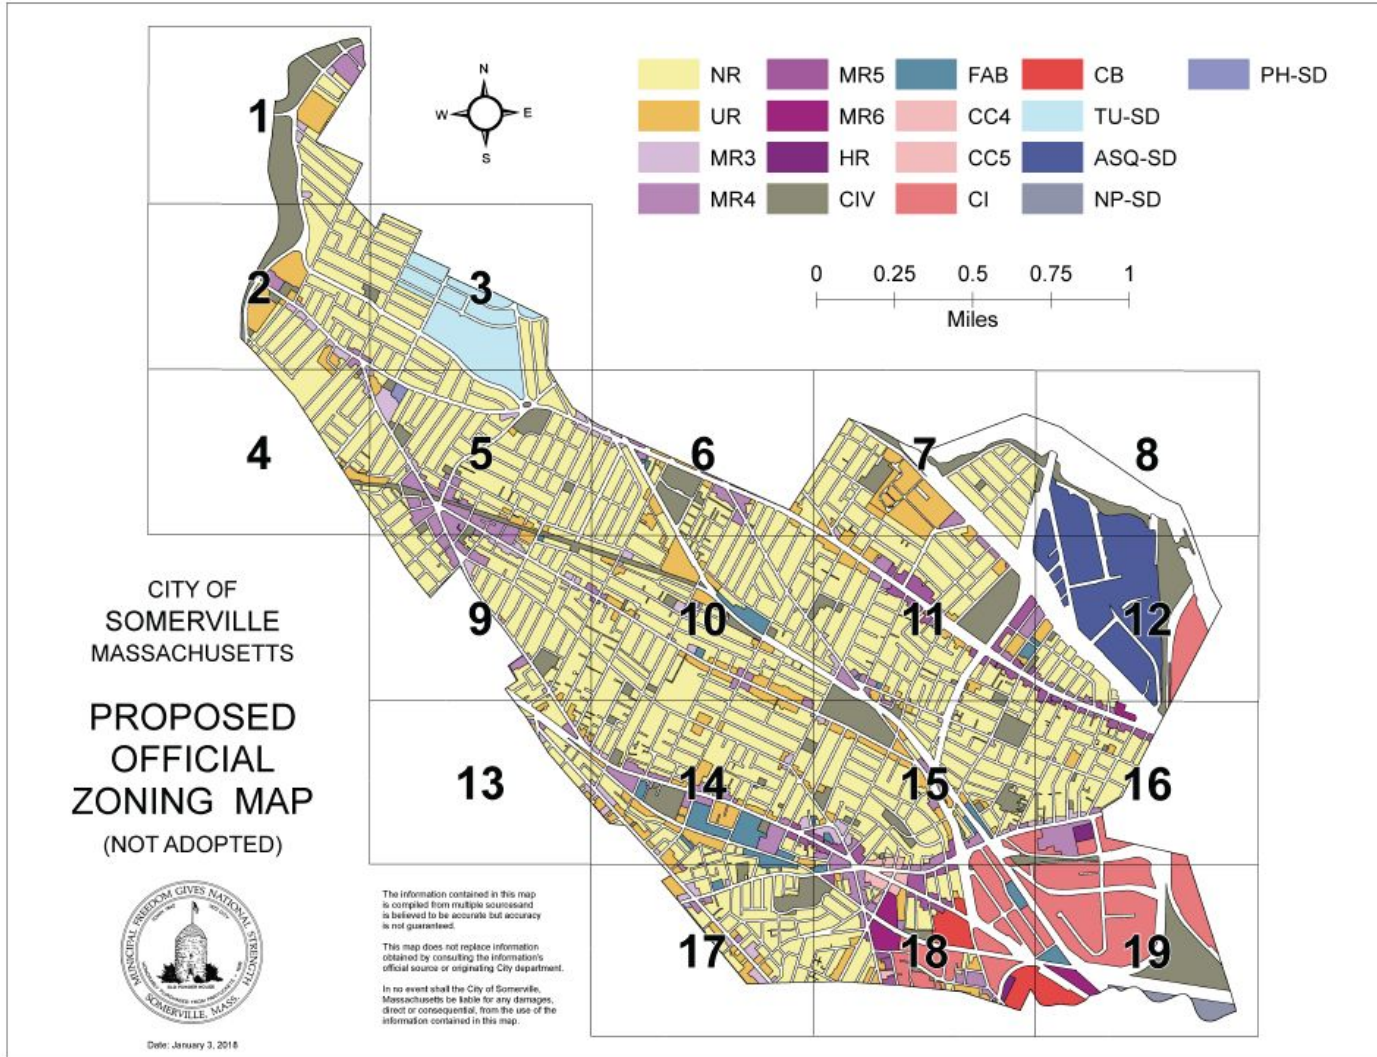 NR
MR5
FAB
CB
PH-SD
UR
MR6
CC4
TU-SD
MR3
HR
CC5
ASQ-SD
MR4
CIV
CI
NP-SD
N
W
E
S
0 0.25 0.5 0.75 1
Miles
1
2
3
4
5
6
7
8
9
10
11
12
13
14
15
16
17
18
19
CITY OF
SOMERVILLE
MASSACHUSETTS
PROPOSED
OFFICIAL
ZONING MAP
(NOT ADOPTED)
MUNICIPAL FREEDOM GIVES NATIONAL STRENGTH
SOMERVILLE, MASS.
OLD POWDER HOUSE
Date: January 3, 2018
The information contained in this map
is compiled from multiple sourcesand
is believed to be accurate but accuracy
is not guaranteed.
This map does not replace information
obtained by consulting the information's
official source or originating City department.
In no event shall the City of Somerville,
Massachusetts be liable for any damages,
direct or consequential, from the use of the
information contained in this map.